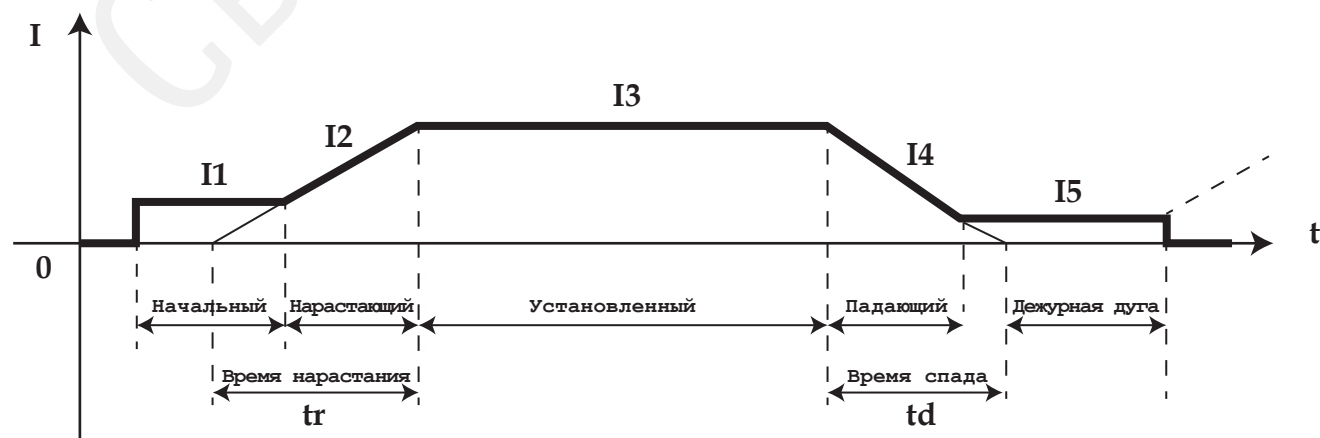 I
I3
I2
I4
I1
I5
t
0
Начальный Нарастающий Установленный Падающий Дежурная дуга
Время нарастания Время спада
tr td